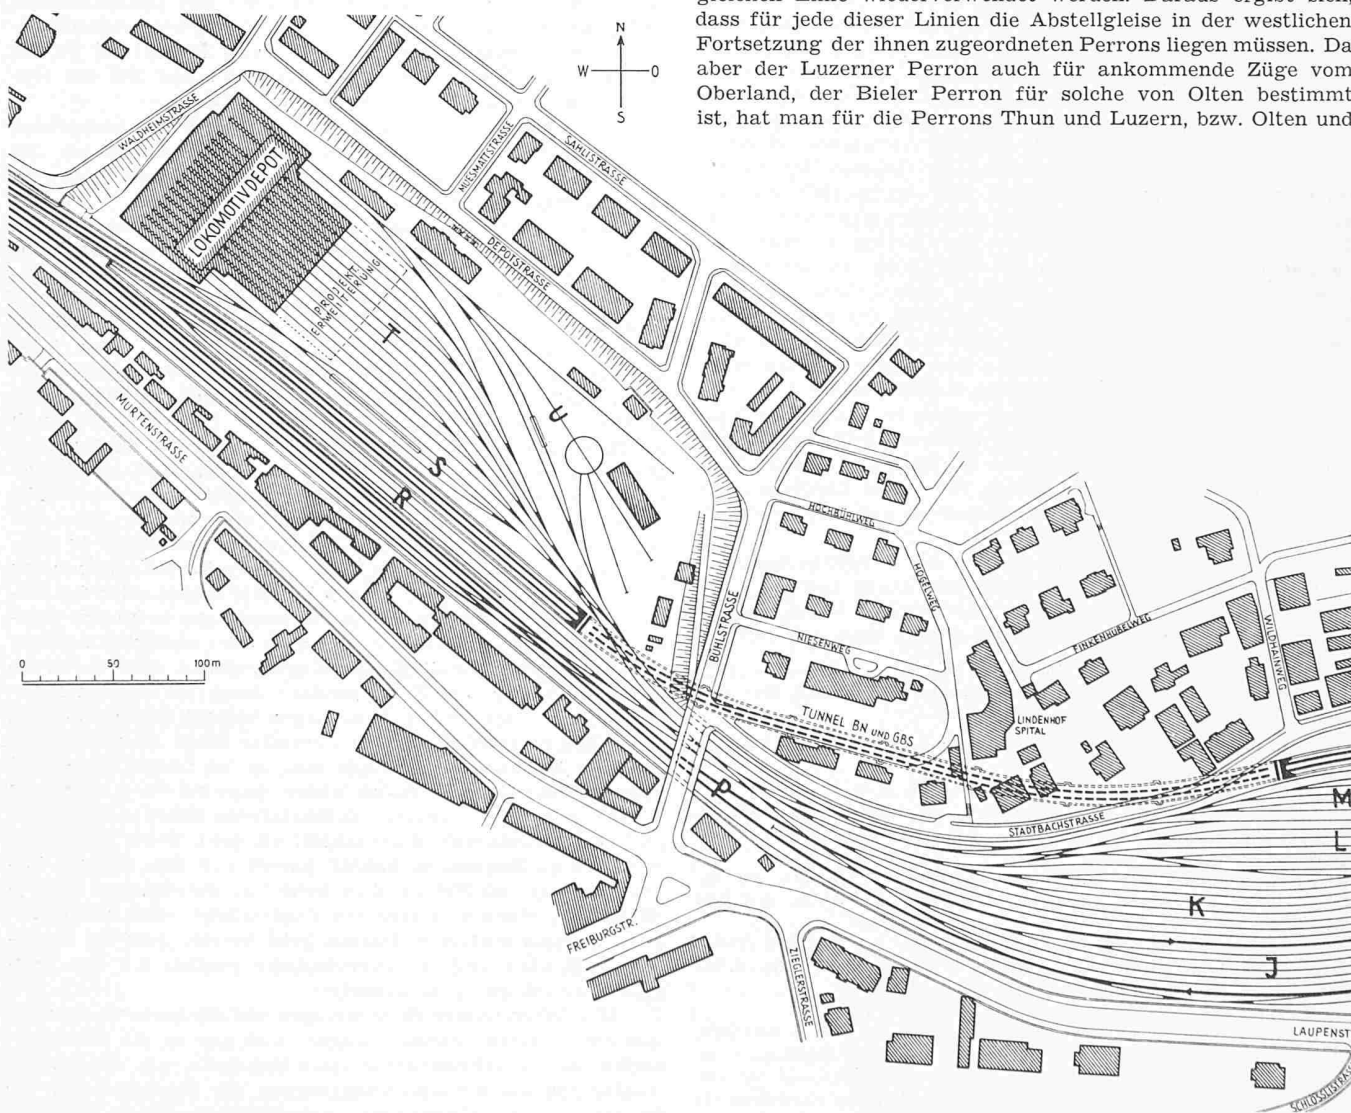 gleichen Linie wiederverwendet werden. Daraus ergibt sich,
dass für jede dieser Linien die Abstellgleise in der westlichen
Fortsetzung der ihnen zugeordneten Perrons liegen müssen. Da
aber der Luzerner Perron auch für ankommende Züge vom
Oberland, der Bieler Perron für solche von Olten bestimmt
ist, hat man für die Perrons Thun und Luzern, bzw. Olten und
N
W O
S
WALDHEIMSTRASSE
MUESMATTSTRASSE
SAHLISTRASSE
LOKOMOTIVDEPOT
DEPOTSTRASSE
PROJEKT.
ERWEITERUNG
T
U
MURTENSTRASSE
S
R
HOCHBÜHLWEG
HÜGELWEG
BÜHLSTRASSE
NIESENWEG
FINKENHUBELWEG
WILDHAINWEG
0 50 100m
TUNNEL BN UND GBS
LINDENHOF
SPITAL
P
STADTBACHSTRASSE
M
L
K
J
FREIBURGSTR.
ZIEGLERSTRASSE
LAUPENST
SCHLÖSSLISTRAS